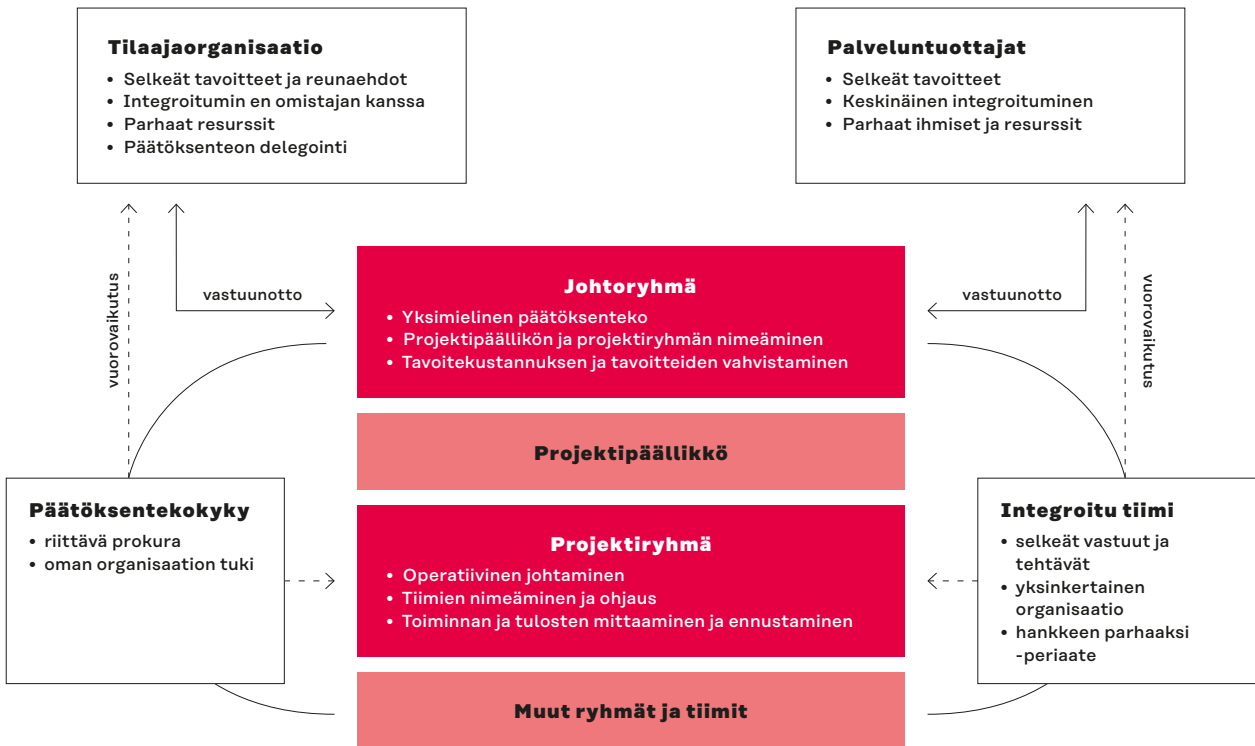 Tilaajaorganisaatio
• Selkeät tavoitteet ja reunaehdot
• Integroitumin en omistajan kanssa
• Parhaat resurssit
• Päätöksenteon delegointi
Palveluntuottajat
• Selkeät tavoitteet
• Keskinäinen integroituminen
• Parhaat ihmiset ja resurssit
vuorovaikutus
vastuunotto
Johtoryhmä
• Yksimielinen päätöksenteko
• Projektipäällikön ja projektiryhmän nimeäminen
• Tavoitekustannuksen ja tavoitteiden vahvistaminen
vastuunotto
vuorovaikutus
Projektipäällikkö
Päätöksentekokyky
• riittävä prokura
• oman organisaation tuki
Projektiryhmä
• Operatiivinen johtaminen
• Tiimien nimeäminen ja ohjaus
• Toiminnan ja tulosten mittaaminen ja ennustaminen
Integroitu tiimi
• selkeät vastuut ja
tehtävät
• yksinkertainen
organisaatio
• hankkeen parhaaksi
-periaate
Muut ryhmät ja tiimit